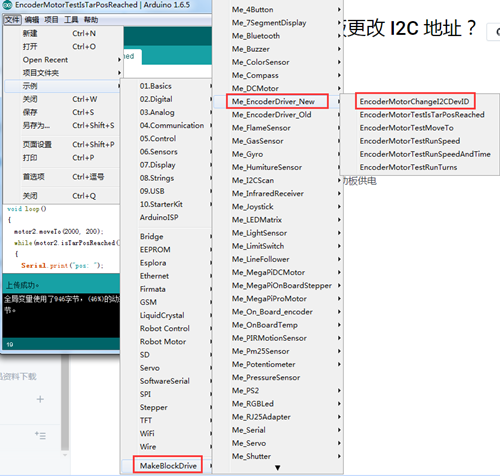 EncoderMotorTestIsTarPosReached | Arduino 1.6.5
文件 编辑 项目 工具 帮助
新建 Ctrl+N
打开 Ctrl+O
Open Recent
项目文件夹
示例
关闭 Ctrl+W
保存 Ctrl+S
另存为... Ctrl+Shift+S
页面设置 Ctrl+Shift+P
打印 Ctrl+P
首选项 Ctrl+逗号
关闭 Ctrl+Q
void loop()
{
motor2.moveTo(2000, 200);
while(motor2.isTarPosReached()
{
Serial.print("pos: ");
上传成功。
全局变量使用了946字节，(46%)的动
节。
19
品资料下载
ched
01.Basics
02.Digital
03.Analog
04.Communication
05.Control
06.Sensors
07.Display
08.Strings
09.USB
10.StarterKit
ArduinoISP
Bridge
EEPROM
Esplora
Ethernet
Firmata
GSM
LiquidCrystal
Robot Control
Robot Motor
SD
Servo
SoftwareSerial
SPI
Stepper
TFT
WiFi
Wire
MakeBlockDrive
Me_4Button
Me_7SegmentDisplay
Me_Bluetooth
Me_Buzzer
Me_ColorSensor
Me_Compass
Me_DCMotor
Me_EncoderDriver_New
Me_EncoderDriver_Old
Me_FlameSensor
Me_GasSensor
Me_Gyro
Me_HumitureSensor
Me_I2CScan
Me_InfraredReceiver
Me_Joystick
Me_LEDMatrix
Me_LightSensor
Me_LimitSwitch
Me_LineFollower
Me_MegaPiDCMotor
Me_MegaPiOnBoardStepper
Me_MegaPiProMotor
Me_On_Board_encoder
Me_OnBoardTemp
Me_PIRMotionSensor
Me_Pm25Sensor
Me_Potentiometer
Me_PressureSensor
Me_PS2
Me_RGBLed
Me_RJ25Adapter
Me_Serial
Me_Servo
Me_Shutter
更改 I2C 地址？
EncoderMotorChangeI2CDevID
EncoderMotorTestIsTarPosReached
EncoderMotorTestMoveTo
EncoderMotorTestRunSpeed
EncoderMotorTestRunSpeedAndTime
EncoderMotorTestRunTurns
动板供电